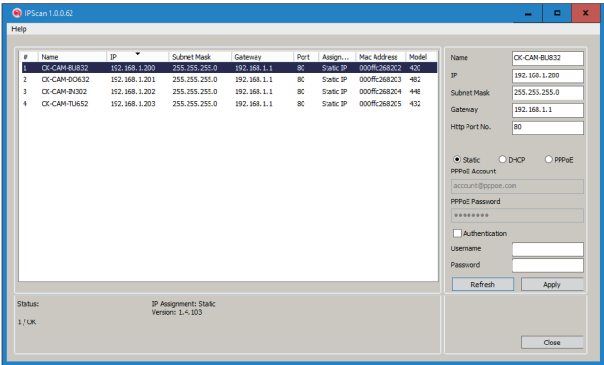 IPScan 1.0.0.62
Help
# Name IP Subnet Mask Gateway Port Assign... Mac Address Model
1 CK-CAM-BU832 192.168.1.200 255.255.255.0 192.168.1.1 80 Static IP 000ffc268202 420
2 CK-CAM-DO632 192.168.1.201 255.255.255.0 192.168.1.1 80 Static IP 000ffc268203 482
3 CK-CAM-IN302 192.168.1.202 255.255.255.0 192.168.1.1 80 Static IP 000ffc268204 448
4 CK-CAM-TU652 192.168.1.203 255.255.255.0 192.168.1.1 80 Static IP 000ffc268205 432
Name CK-CAM-BU832
IP 192.168.1.200
Subnet Mask 255.255.255.0
Gateway 192.168.1.1
Http Port No. 80
Static DHCP PPPoE
PPPoE Account
account@pppoe.com
PPPoE Password
Authentication
Username
Password
Refresh Apply
Status: IP Assignment: Static
Version: 1.4.103
1 / OK
Close